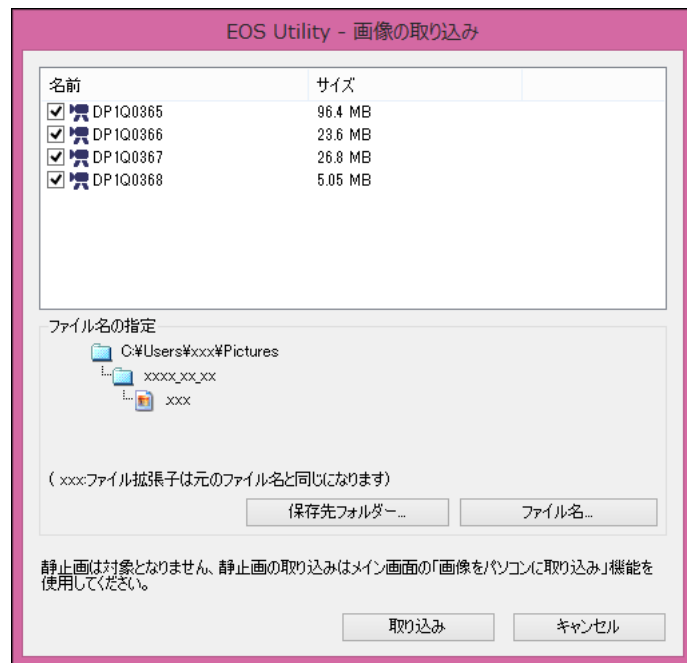 EOS Utility - 画像の取り込み
名前 サイズ
DP1Q0365 96.4 MB
DP1Q0366 23.6 MB
DP1Q0367 26.8 MB
DP1Q0368 5.05 MB
ファイル名の指定
C:¥Users¥xxx¥Pictures
xxxx_xx_xx
xxx
( xxx:ファイル拡張子は元のファイル名と同じになります)
保存先フォルダー... ファイル名...
静止画は対象となりません、静止画の取り込みはメイン画面の「画像をパソコンに取り込み」機能を
使用してください。
取り込み キャンセル